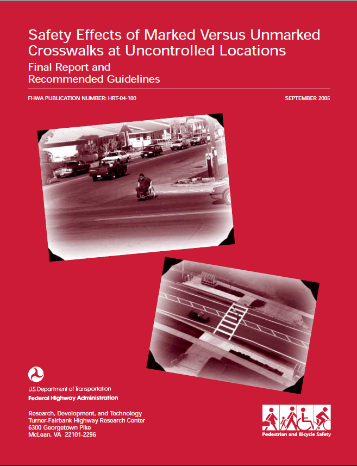 Safety Effects of Marked Versus Unmarked
Crosswalks at Uncontrolled Locations
Final Report and
Recommended Guidelines
FHWA PUBLICATION NUMBER: HRT-04-100 SEPTEMBER 2005
U.S. Department of Transportation
Federal Highway Administration
Research, Development, and Technology
Turner-Fairbank Highway Research Center
6300 Georgetown Pike
McLean, VA 22101-2296
Pedestrian and Bicycle Safety